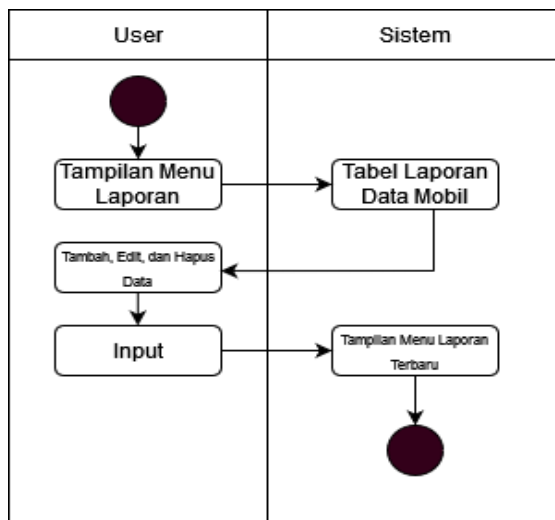 User
Sistem
Tampilan Menu
Laporan
Tabel Laporan
Data Mobil
Tambah, Edit, dan Hapus
Data
Input
Tampilan Menu Laporan
Terbaru